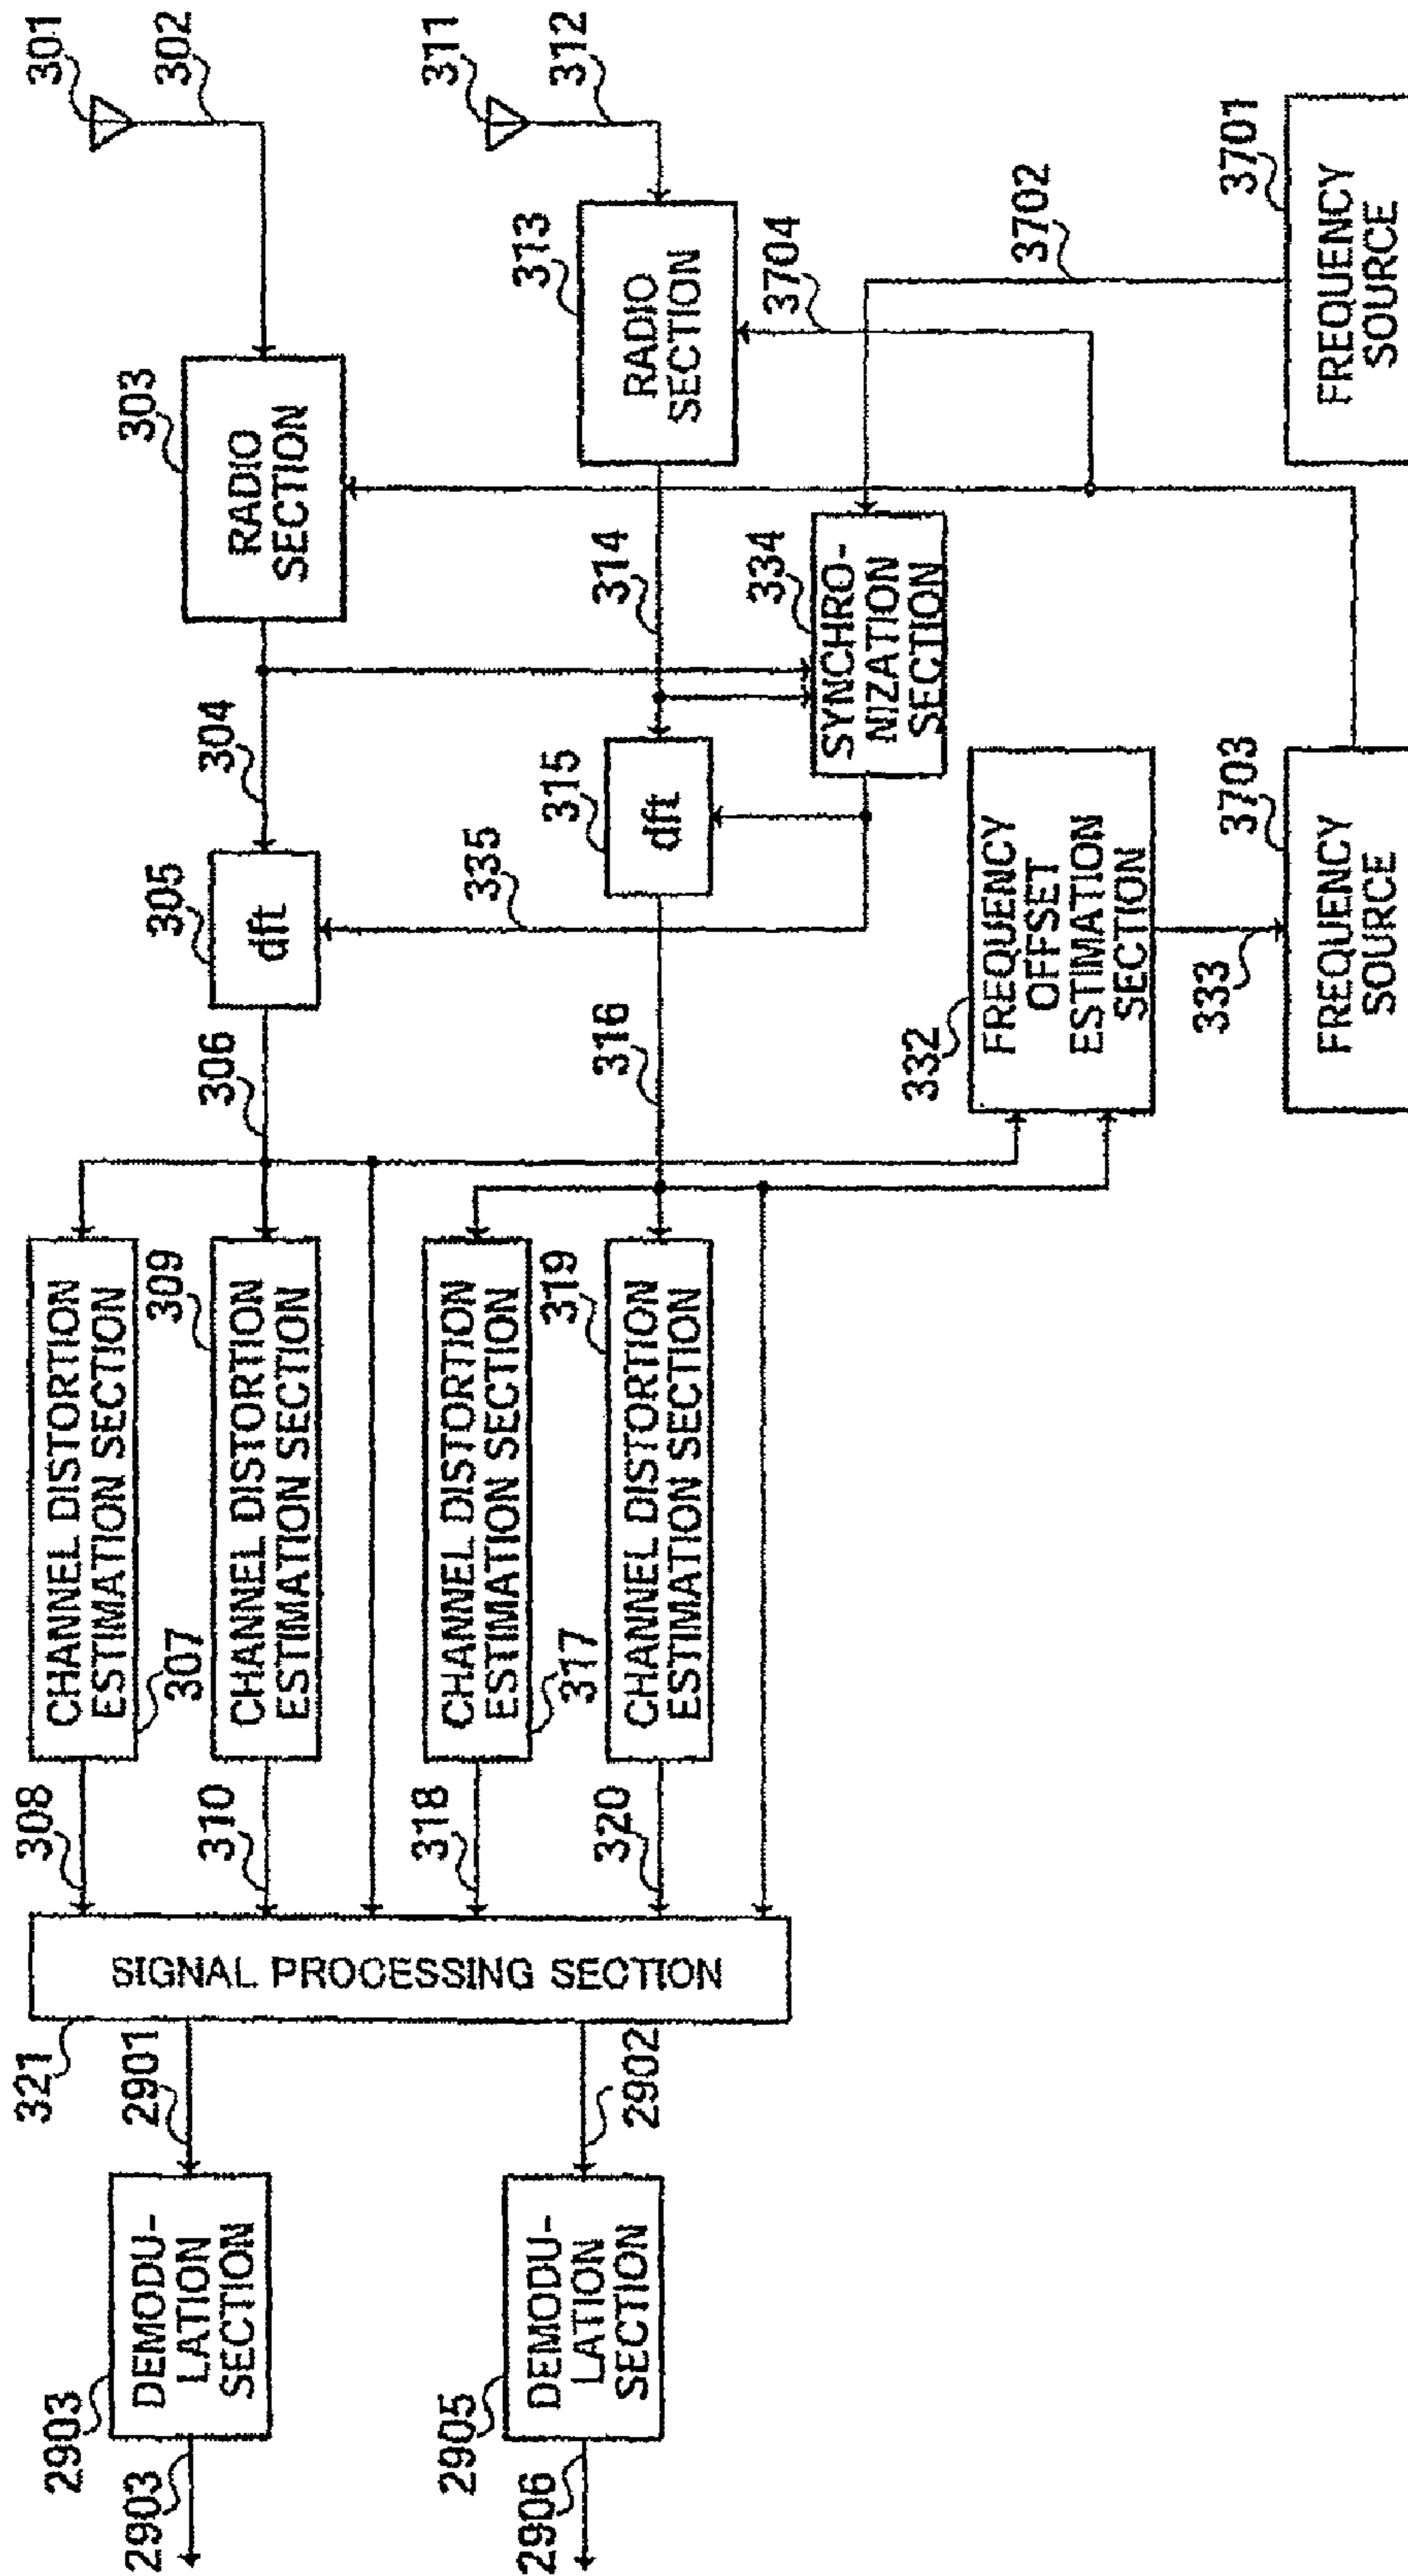 301
302
303
RADIO
SECTION
304
305
dft
306
CHANNEL DISTORTION
ESTIMATION SECTION
307
308
309
CHANNEL DISTORTION
ESTIMATION SECTION
310
311
312
313
RADIO
SECTION
314
315
dft
335
316
CHANNEL DISTORTION
ESTIMATION SECTION
317
318
319
CHANNEL DISTORTION
ESTIMATION SECTION
320
SIGNAL PROCESSING SECTION
321
2901
2902
DEMODU-
LATION
SECTION
2903
2903
DEMODU-
LATION
SECTION
2905
2906
334
SYNCHRO-
NIZATION
SECTION
3704
3702
3701
FREQUENCY
SOURCE
332
FREQUENCY
OFFSET
ESTIMATION
SECTION
333
3703
FREQUENCY
SOURCE